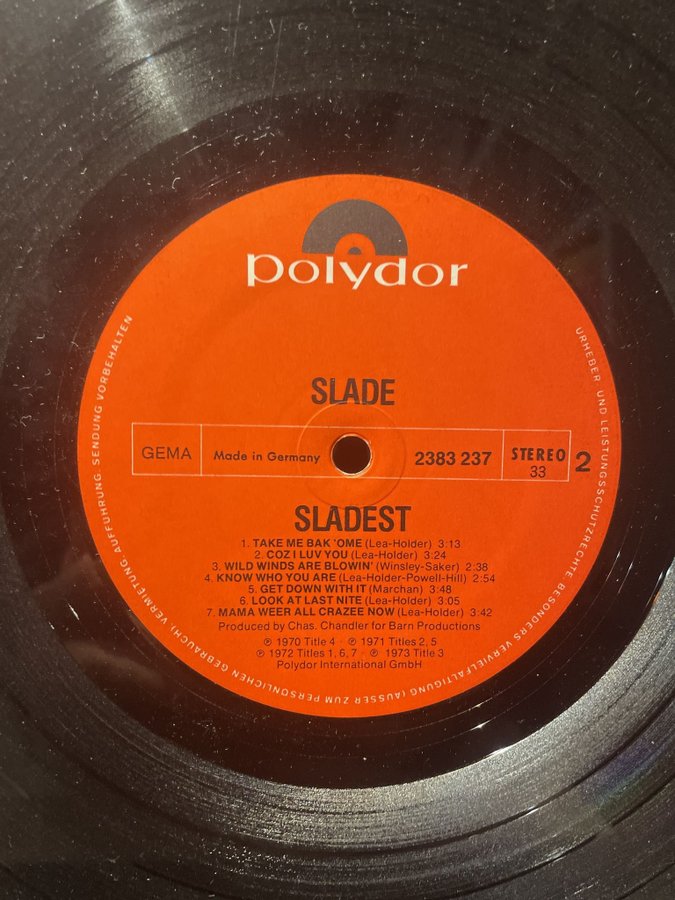 polydor
SLADE
GEMA
Made in Germany
2383 237
STEREO
33
2
SLADEST
1. TAKE ME BAK 'OME (Lea-Holder) 3:13
2. COZ I LUV YOU (Lea-Holder) 3:24
3. WILD WINDS ARE BLOWIN' (Winsley-Saker) 2:38
4. KNOW WHO YOU ARE (Lea-Holder-Powell-Hill) 2:54
5. GET DOWN WITH IT (Marchan) 3:48
6. LOOK AT LAST NITE (Lea-Holder) 3:05
7. MAMA WEER ALL CRAZEE NOW (Lea-Holder) 3:42
Produced by Chas. Chandler for Barn Productions
℗ 1970 Title 4 · ℗ 1971 Titles 2, 5
℗ 1972 Titles 1, 6, 7 · ℗ 1973 Title 3
Polydor International GmbH
URHEBER- UND LEISTUNGSSCHUTZRECHTE, BESONDERS VERVIELFÄLTIGUNG (AUSSER ZUM PERSÖNLICHEN GEBRAUCH), VERMIETUNG, AUFFÜHRUNG, SENDUNG VORBEHALTEN